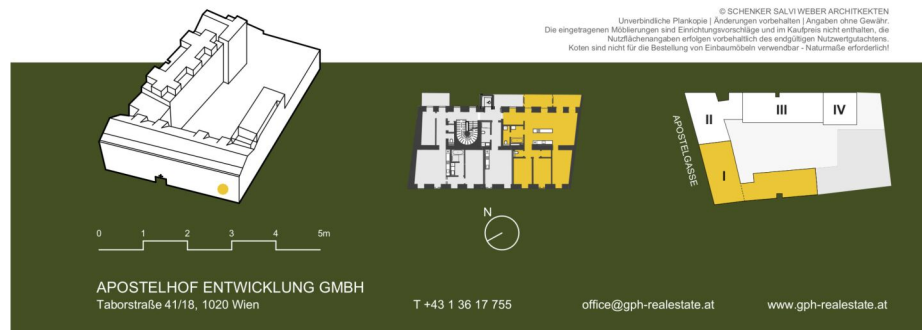 © SCHENKER SALVI WEBER ARCHITKEKTEN
Unverbindliche Plankopie | Änderungen vorbehalten | Angaben ohne Gewähr.
Die eingetragenen Möblierungen sind Einrichtungsvorschläge und im Kaufpreis nicht enthalten, die
Nutzflächenangaben erfolgen vorbehaltlich des endgültigen Nutzwertgutachtens.
Koten sind nicht für die Bestellung von Einbaumöbeln verwendbar - Naturmaße erforderlich!
II
III
IV
APOSTELGASSE
I
N
0 1 2 3 4 5m
APOSTELHOF ENTWICKLUNG GMBH
Taborstraße 41/18, 1020 Wien
T +43 1 36 17 755
office@gph-realestate.at
www.gph-realestate.at